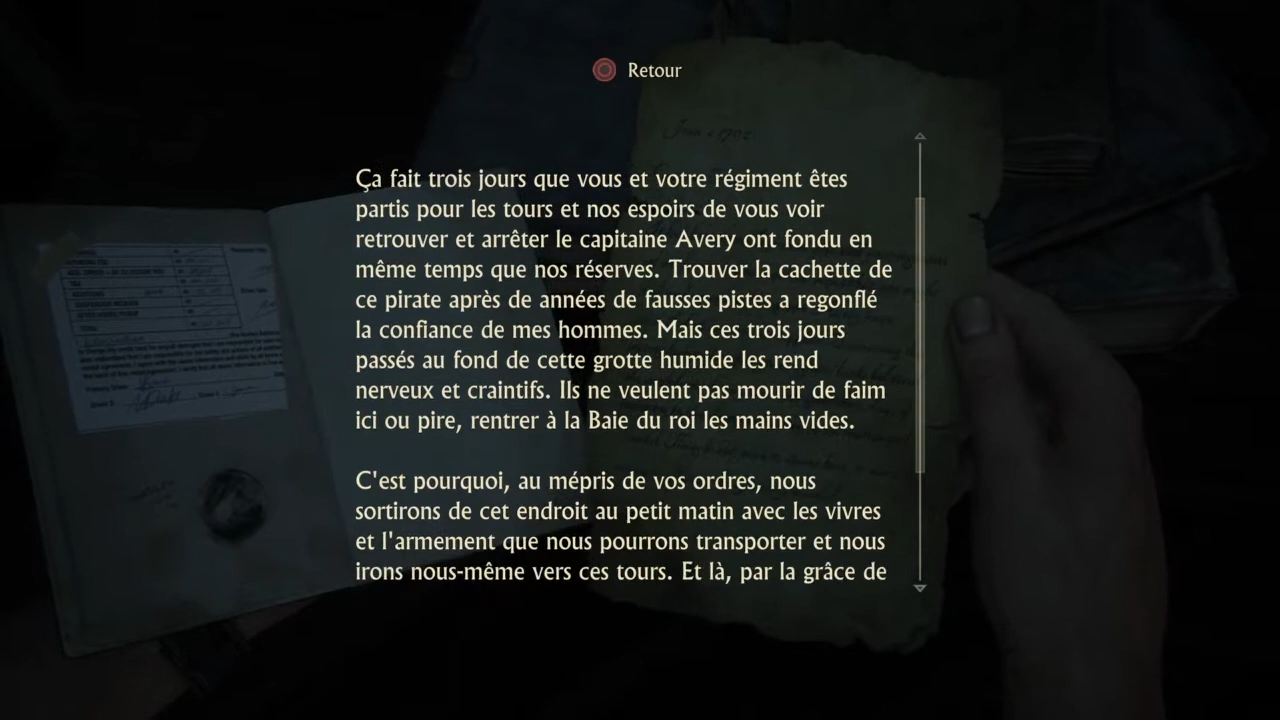 Retour
Ça fait trois jours que vous et votre régiment êtes
partis pour les tours et nos espoirs de vous voir
retrouver et arrêter le capitaine Avery ont fondu en
même temps que nos réserves. Trouver la cachette de
ce pirate après de années de fausses pistes a regonflé
la confiance de mes hommes. Mais ces trois jours
passés au fond de cette grotte humide les rend
nerveux et craintifs. Ils ne veulent pas mourir de faim
ici ou pire, rentrer à la Baie du roi les mains vides.
C'est pourquoi, au mépris de vos ordres, nous
sortirons de cet endroit au petit matin avec les vivres
et l'armement que nous pourrons transporter et nous
irons nous-même vers ces tours. Et là, par la grâce de